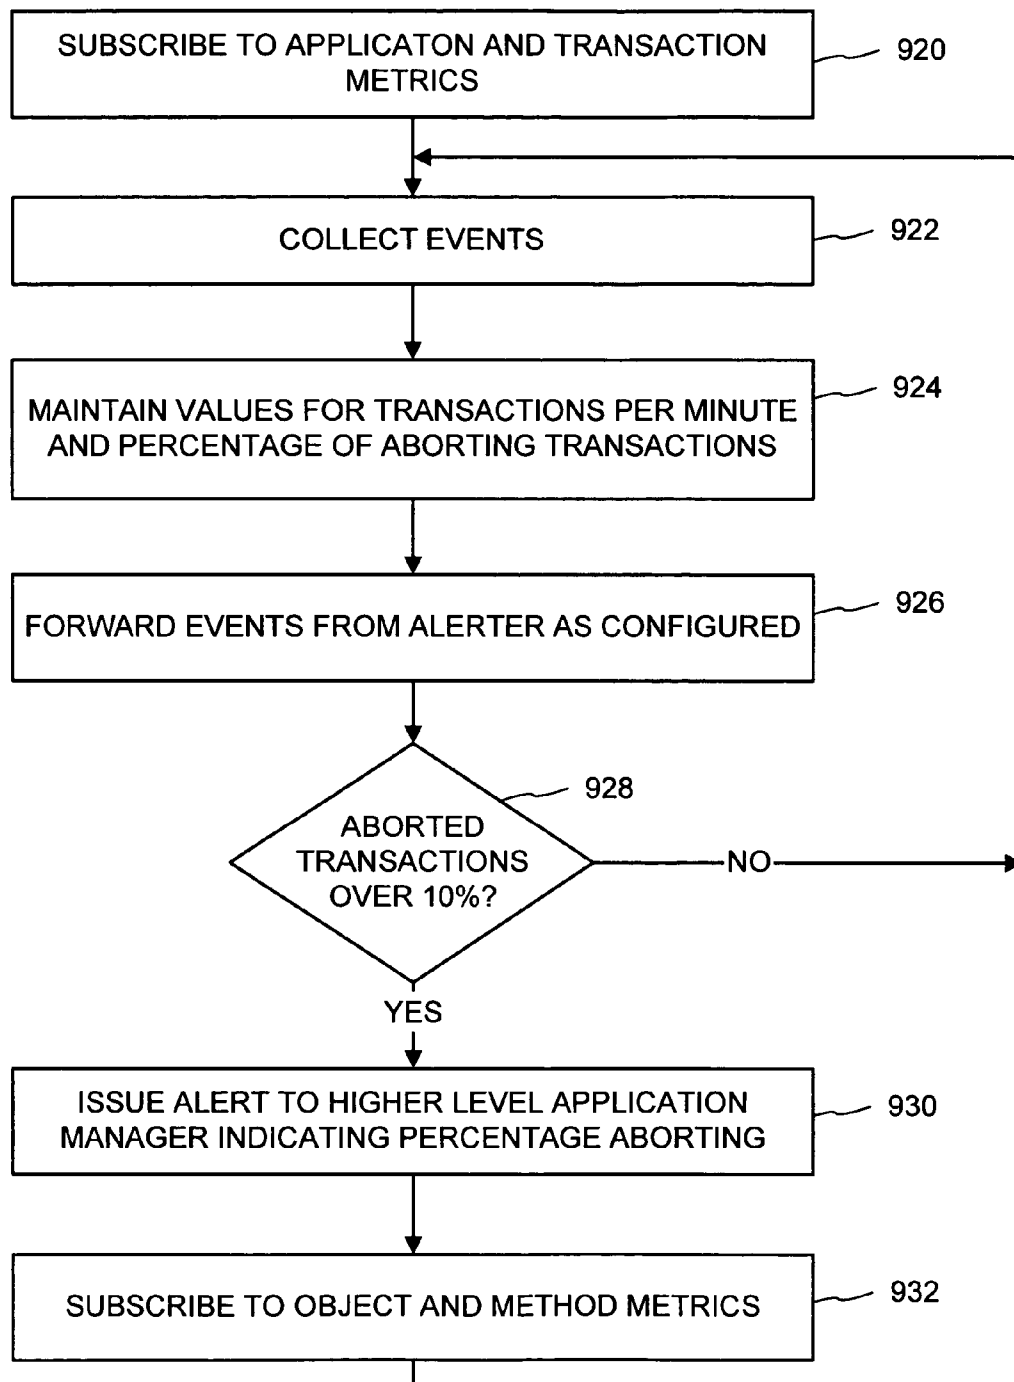 SUBSCRIBE TO APPLICATON AND TRANSACTION
METRICS
920
COLLECT EVENTS
922
MAINTAIN VALUES FOR TRANSACTIONS PER MINUTE
AND PERCENTAGE OF ABORTING TRANSACTIONS
924
FORWARD EVENTS FROM ALERTER AS CONFIGURED
926
ABORTED
TRANSACTIONS
OVER 10%?
928
NO
YES
ISSUE ALERT TO HIGHER LEVEL APPLICATION
MANAGER INDICATING PERCENTAGE ABORTING
930
SUBSCRIBE TO OBJECT AND METHOD METRICS
932